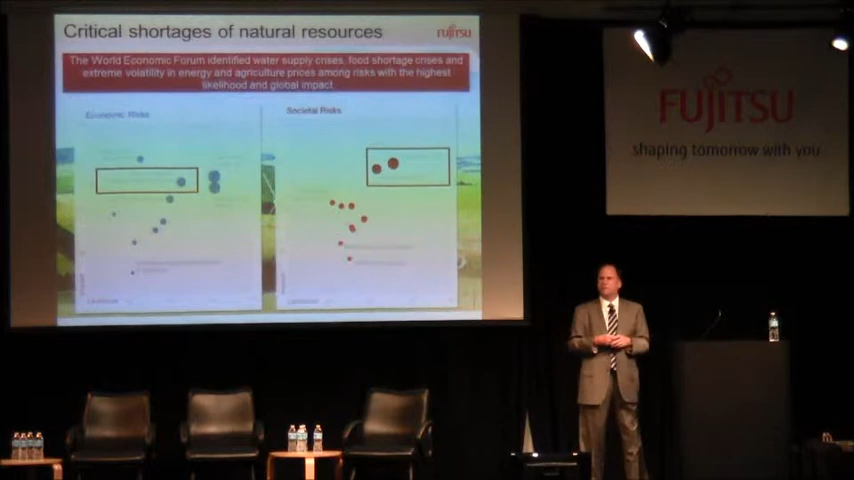 Critical shortages of natural resources
FUJITSU
The World Economic Forum identified water supply crises, food shortage crises and
extreme volatility in energy and agriculture prices among risks with the highest
likelihood and global impact.
Economic Risks
Societal Risks
FUJITSU
shaping tomorrow with you